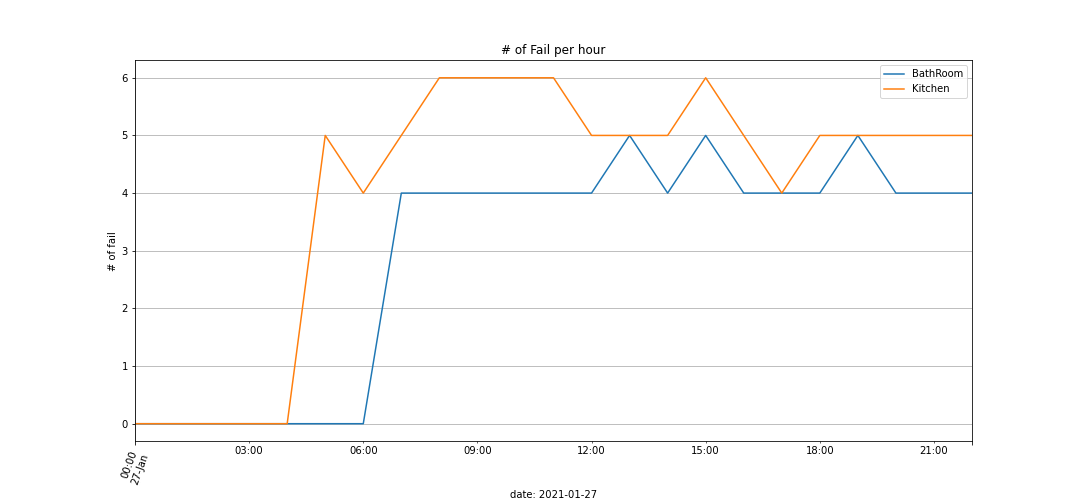 # of Fail per hour
BathRoom
Kitchen
6
5
4
3
2
1
0
# of fail
00:00
27-Jan
03:00
06:00
09:00
12:00
15:00
18:00
21:00
date: 2021-01-27